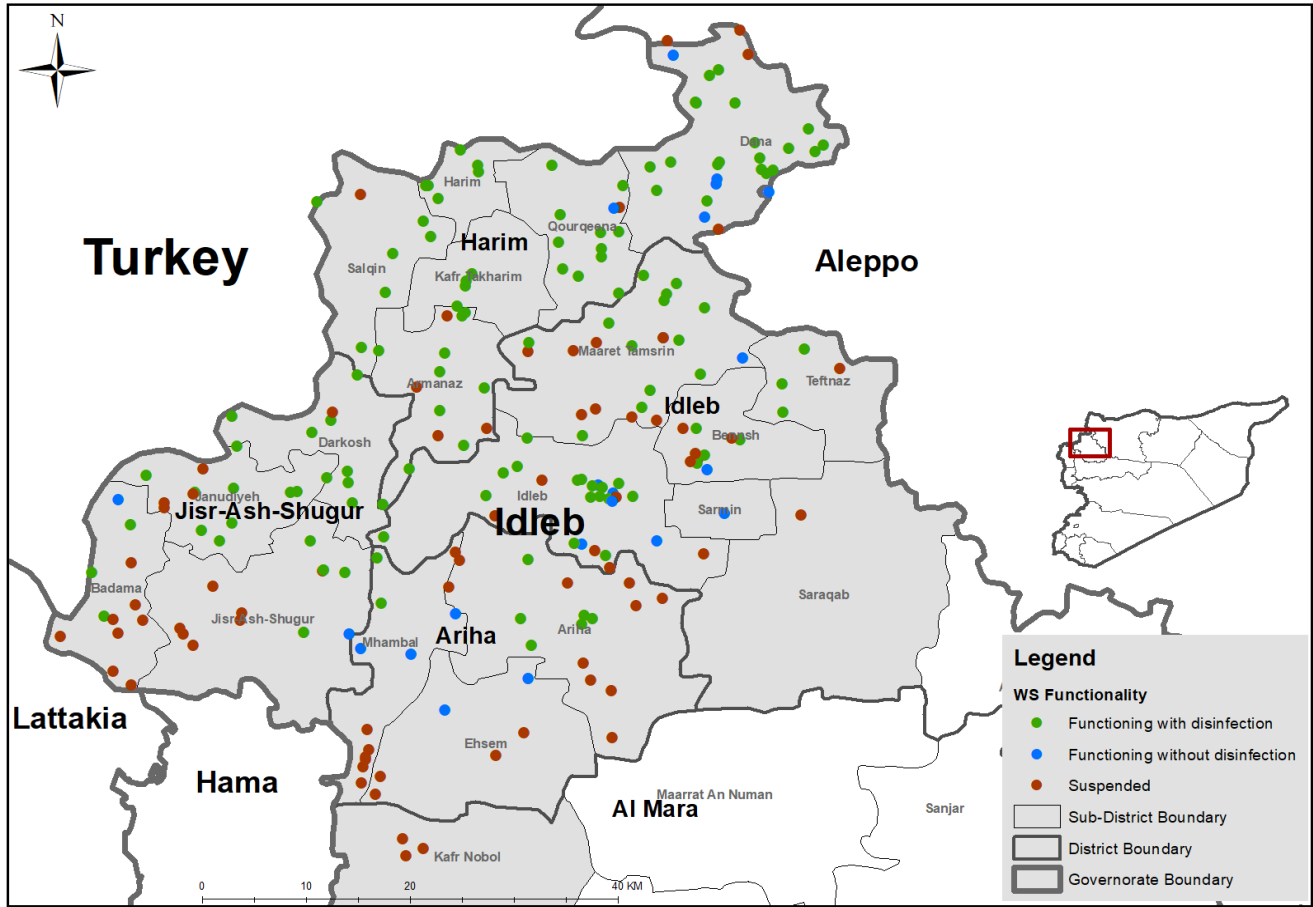 N
Dana
Harim
Qourqeena
Harim
Turkey
Aleppo
Salqin
Kafr Takharim
Maaret Tamsrin
Teftnaz
Armanaz
Idleb
Darkosh
Bennsh
Janudiyeh
Idleb
Jisr-Ash-Shugur
Sarmin
Idleb
Badama
Saraqab
Jisr-Ash-Shugur
Ariha
Mhambal
Ariha
Lattakia
Ehsem
Hama
Maarrat An Numan
Al Mara
Sanjar
Kafr Nobol
0 10 20 40 KM
Legend
WS Functionality
Functioning with disinfection
Functioning without disinfection
Suspended
Sub-District Boundary
District Boundary
Governorate Boundary